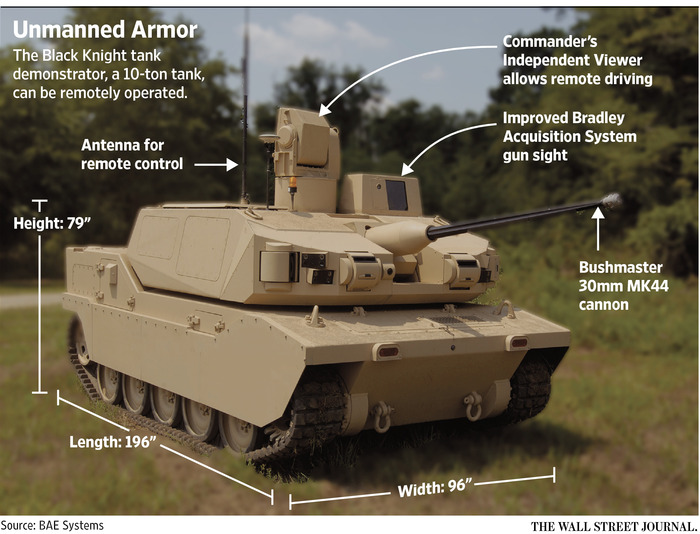 Unmanned Armor
The Black Knight tank
demonstrator, a 10-ton tank,
can be remotely operated.
Commander's
Independent Viewer
allows remote driving
Improved Bradley
Acquisition System
gun sight
Antenna for
remote control
Height: 79”
Bushmaster
30mm MK44
cannon
Length: 196”
Width: 96”
Source: BAE Systems
THE WALL STREET JOURNAL.